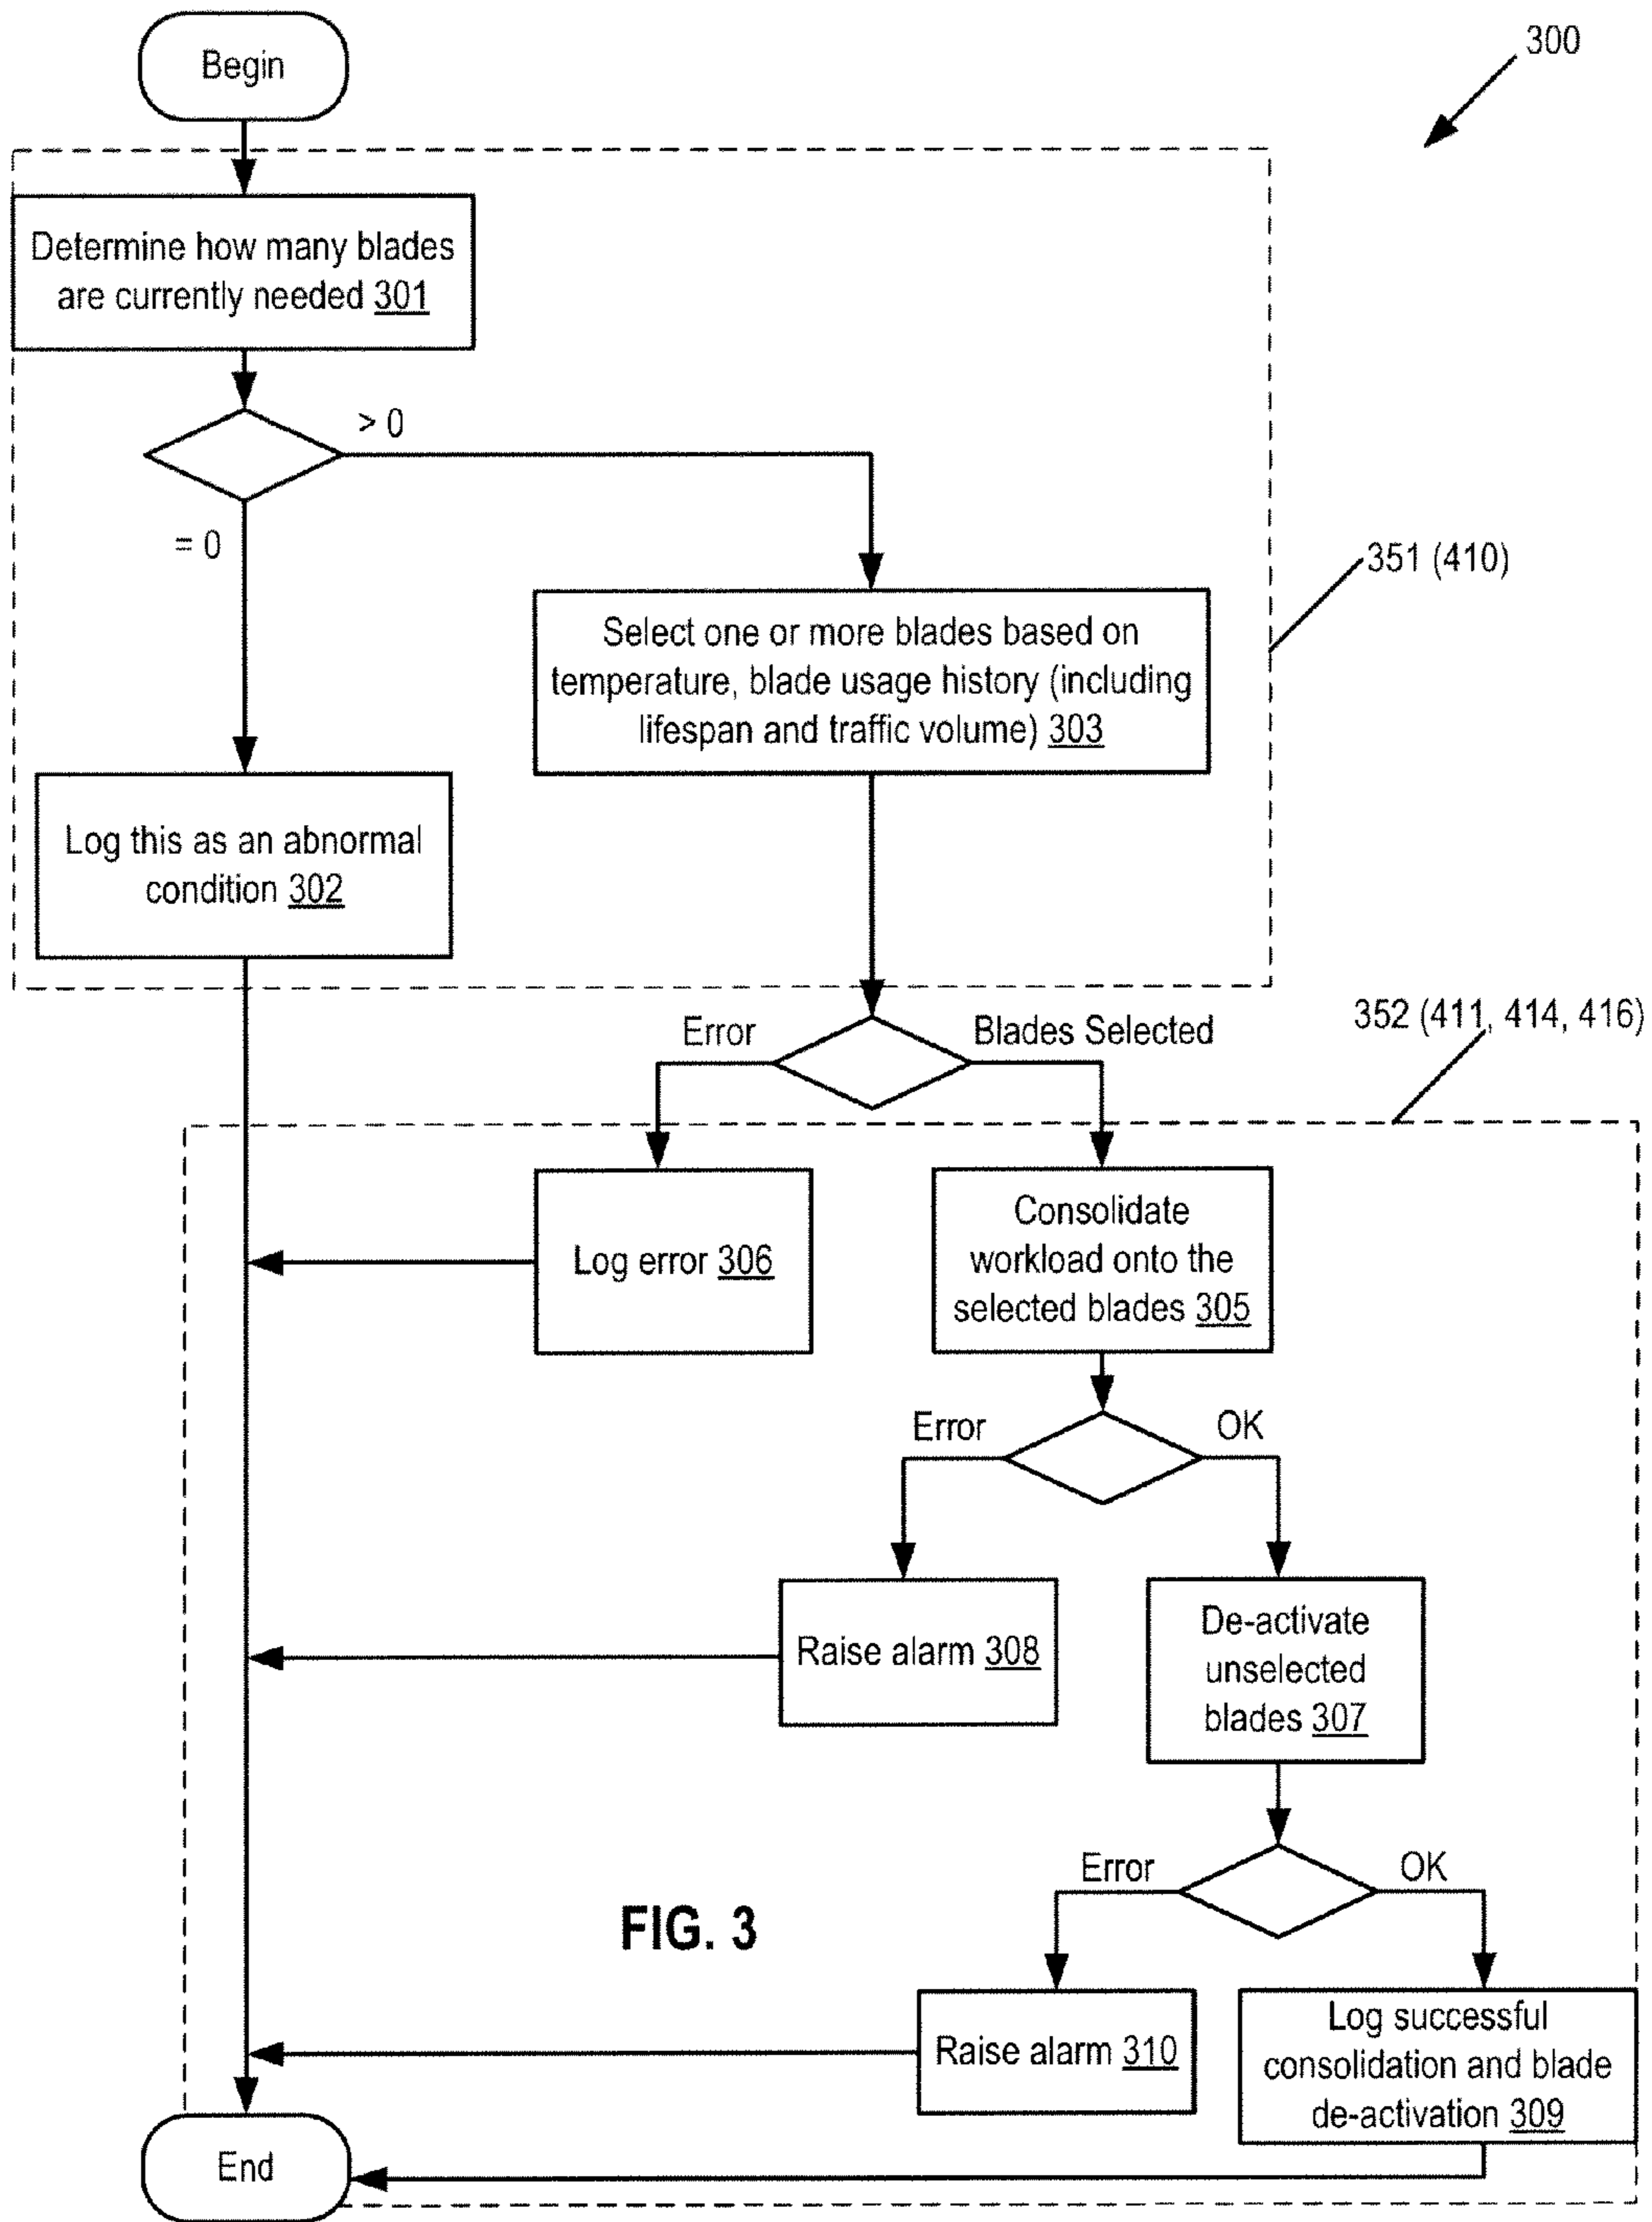 Begin
300
Determine how many blades
are currently needed 301
> 0
= 0
351 (410)
Select one or more blades based on
temperature, blade usage history (including
lifespan and traffic volume) 303
Log this as an abnormal
condition 302
352 (411, 414, 416)
Error
Blades Selected
Log error 306
Consolidate
workload onto the
selected blades 305
Error
OK
Raise alarm 308
De-activate
unselected
blades 307
Error
OK
FIG. 3
Raise alarm 310
Log successful
consolidation and blade
de-activation 309
End